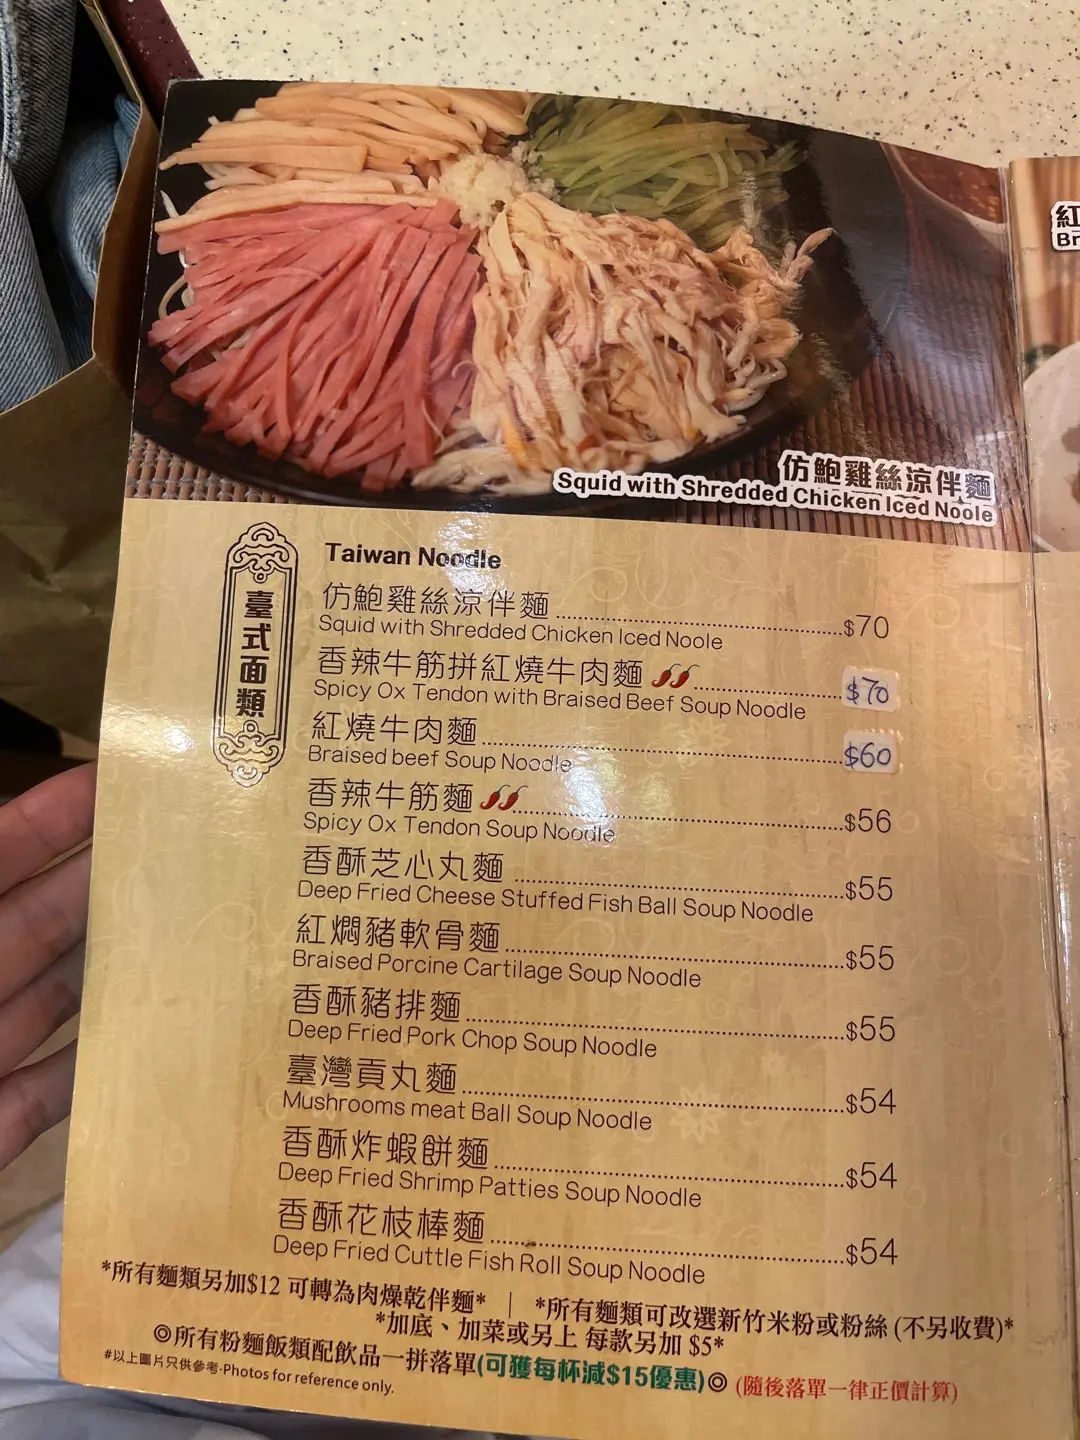 仿鮑雞絲涼伴麵
Squid with Shredded Chicken Iced Noole
紅
Br
臺式面類
Taiwan Noodle
仿鮑雞絲涼伴麵 $70
Squid with Shredded Chicken Iced Noole
香辣牛筋拼紅燒牛肉麵 $70
Spicy Ox Tendon with Braised Beef Soup Noodle
紅燒牛肉麵 $60
Braised beef Soup Noodle
香辣牛筋麵 $56
Spicy Ox Tendon Soup Noodle
香酥芝心丸麵 $55
Deep Fried Cheese Stuffed Fish Ball Soup Noodle
紅燜豬軟骨麵 $55
Braised Porcine Cartilage Soup Noodle
香酥豬排麵 $55
Deep Fried Pork Chop Soup Noodle
臺灣貢丸麵 $54
Mushrooms meat Ball Soup Noodle
香酥炸蝦餅麵 $54
Deep Fried Shrimp Patties Soup Noodle
香酥花枝棒麵 $54
Deep Fried Cuttle Fish Roll Soup Noodle
*所有麵類另加$12 可轉為肉燥乾伴麵* | *所有麵類可改選新竹米粉或粉絲 (不另收費)*
*加底、加菜或另上 每款另加 $5*
◎所有粉麵飯類配飲品一拼落單(可獲每杯減$15優惠)◎ (隨後落單一律正價計算)
#以上圖片只供參考·Photos for reference only.